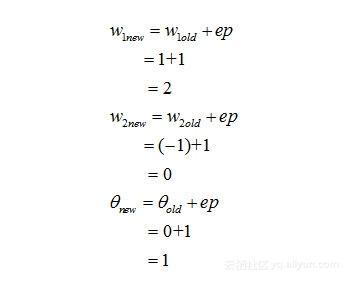 w₁new = w₁old + ep
= 1+1
= 2
w₂new = w₂old + ep
= (−1)+1
= 0
θnew = θold + ep
= 0+1
= 1
云栖社区 yq.aliyun.com